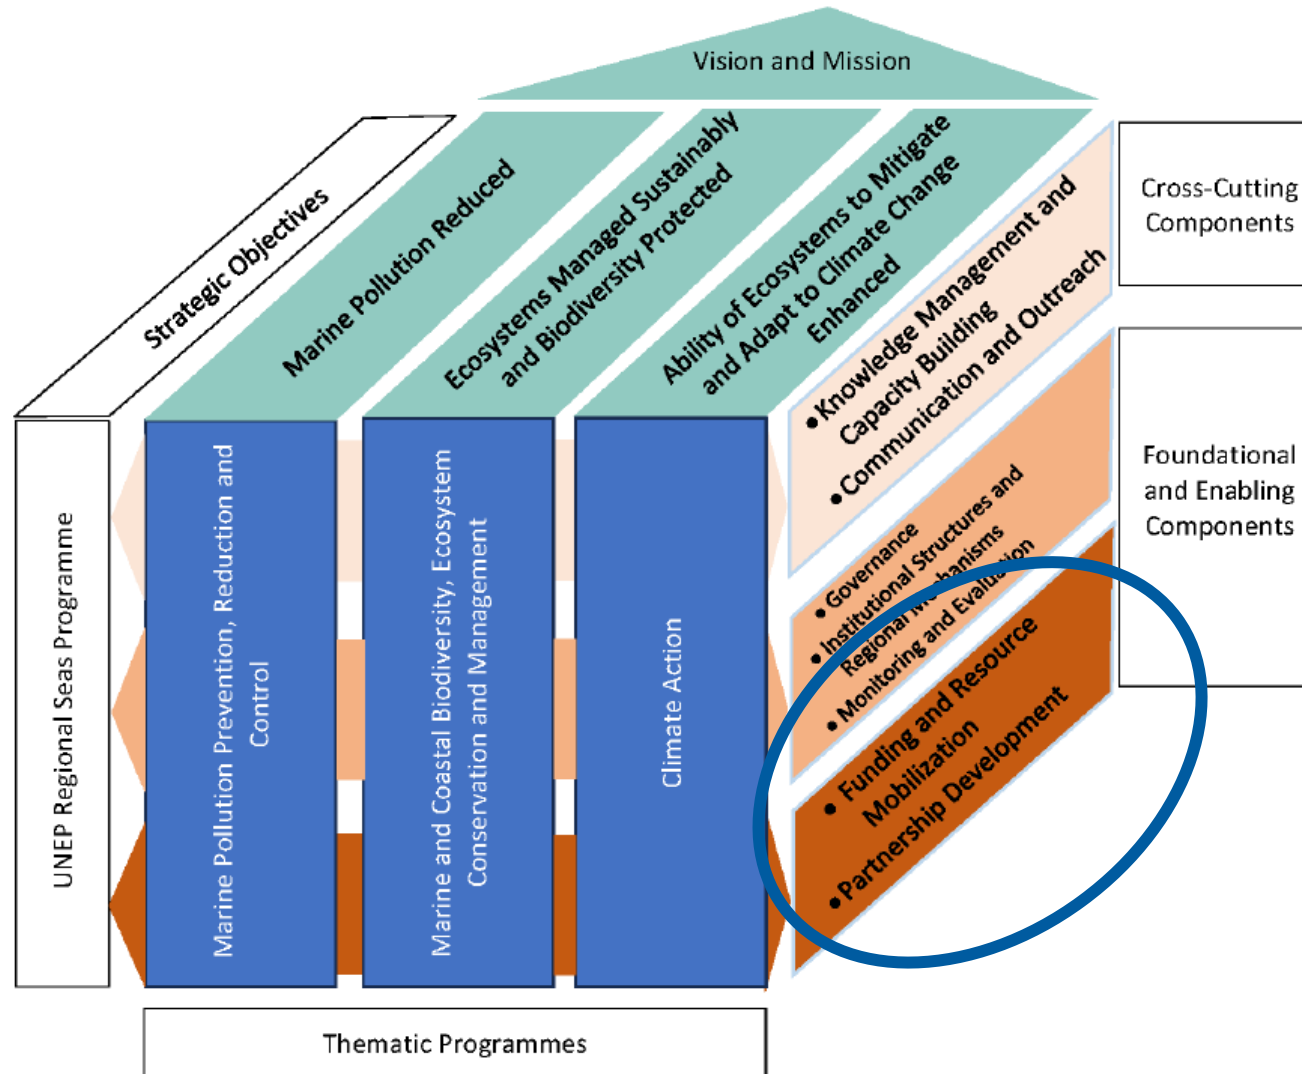 Vision and Mission
Strategic Objectives
Marine Pollution Reduced
Ecosystems Managed Sustainably
and Biodiversity Protected
Ability of Ecosystems to Mitigate
and Adapt to Climate Change
Enhanced
• Knowledge Management and
Capacity Building
• Communication and Outreach
Cross-Cutting
Components
• Governance
• Institutional Structures and
Regional Mechanisms
• Monitoring and Evaluation
Foundational
and Enabling
Components
• Funding and Resource
Mobilization
• Partnership Development
UNEP Regional Seas Programme
Marine Pollution Prevention, Reduction and
Control
Marine and Coastal Biodiversity, Ecosystem
Conservation and Management
Climate Action
Thematic Programmes